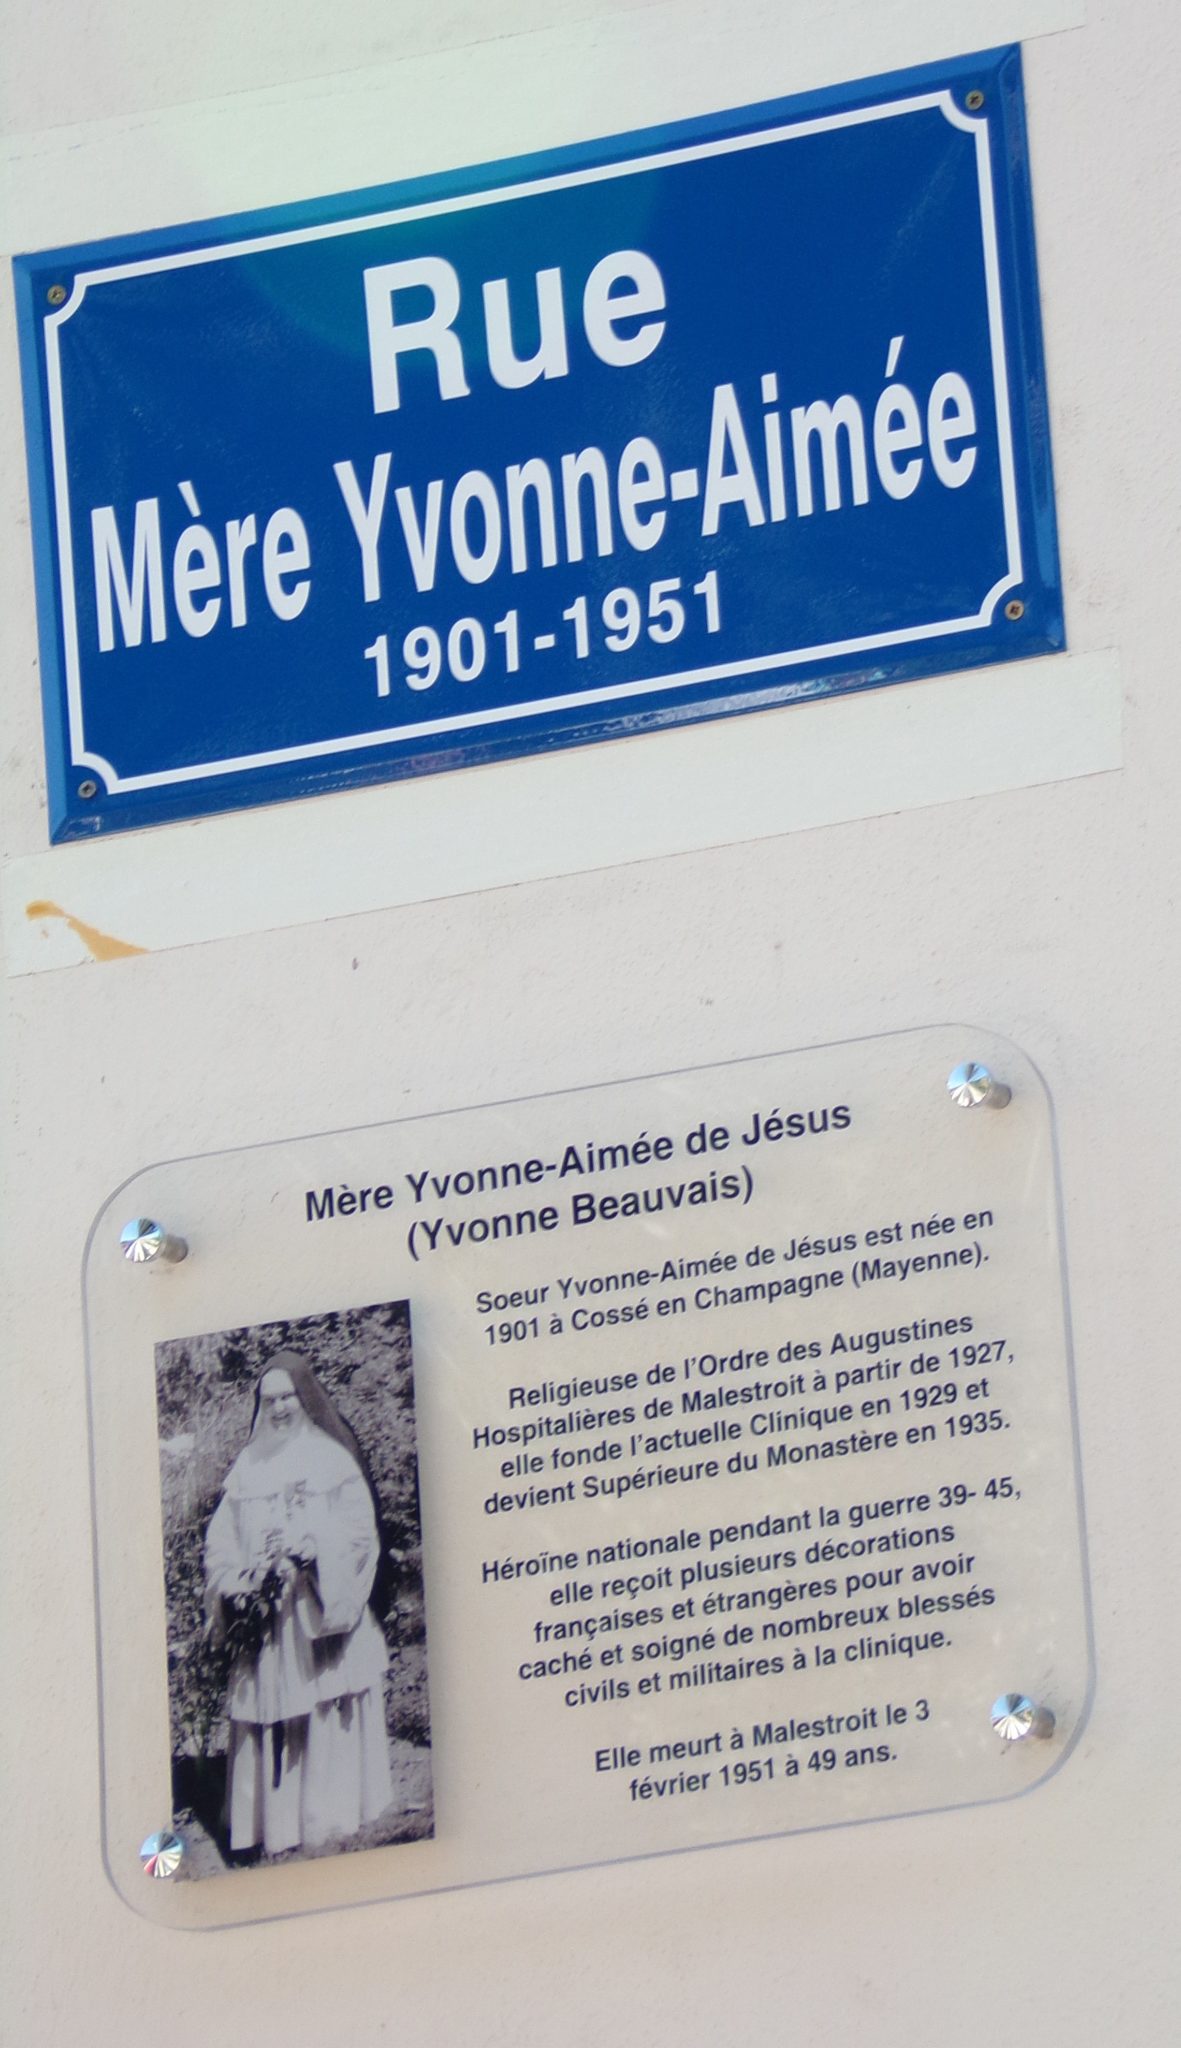 Rue
Mère Yvonne-Aimée
1901-1951
Mère Yvonne-Aimée de Jésus
(Yvonne Beauvais)
Soeur Yvonne-Aimée de Jésus est née en
1901 à Cossé en Champagne (Mayenne).
Religieuse de l'Ordre des Augustines
Hospitalières de Malestroit à partir de 1927,
elle fonde l'actuelle Clinique en 1929 et
devient Supérieure du Monastère en 1935.
Héroïne nationale pendant la guerre 39- 45,
elle reçoit plusieurs décorations
françaises et étrangères pour avoir
caché et soigné de nombreux blessés
civils et militaires à la clinique.
Elle meurt à Malestroit le 3
février 1951 à 49 ans.